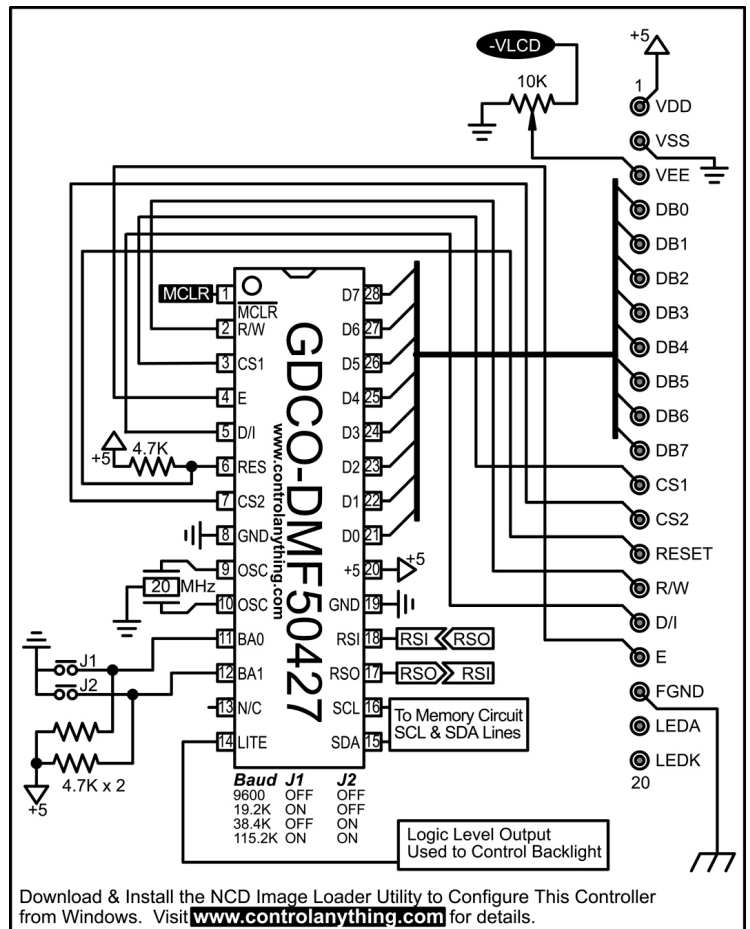 -VLCD
+5
10K
1
VDD
VSS
VEE
DB0
DB1
DB2
DB3
DB4
DB5
DB6
DB7
CS1
CS2
RESET
R/W
D/I
E
FGND
LEDA
LEDK
20
MCLR
1
MCLR
2 R/W
3 CS1
4 E
5 D/I
6 RES
7 CS2
8 GND
9 OSC
10 OSC
11 BA0
12 BA1
13 N/C
14 LITE
GDCO-DMF50427
www.controlanything.com
D7 28
D6 27
D5 26
D4 25
D3 24
D2 23
D1 22
D0 21
+5 20
+5
GND 19
RSI 18
RSI RSO
RSO 17
RSO RSI
SCL 16
SDA 15
To Memory Circuit
SCL & SDA Lines
+5
4.7K
20 MHz
J1
J2
4.7K x 2
+5
Baud J1 J2
9600 OFF OFF
19.2K ON OFF
38.4K OFF ON
115.2K ON ON
Logic Level Output
Used to Control Backlight
Download & Install the NCD Image Loader Utility to Configure This Controller
from Windows. Visit www.controlanything.com for details.